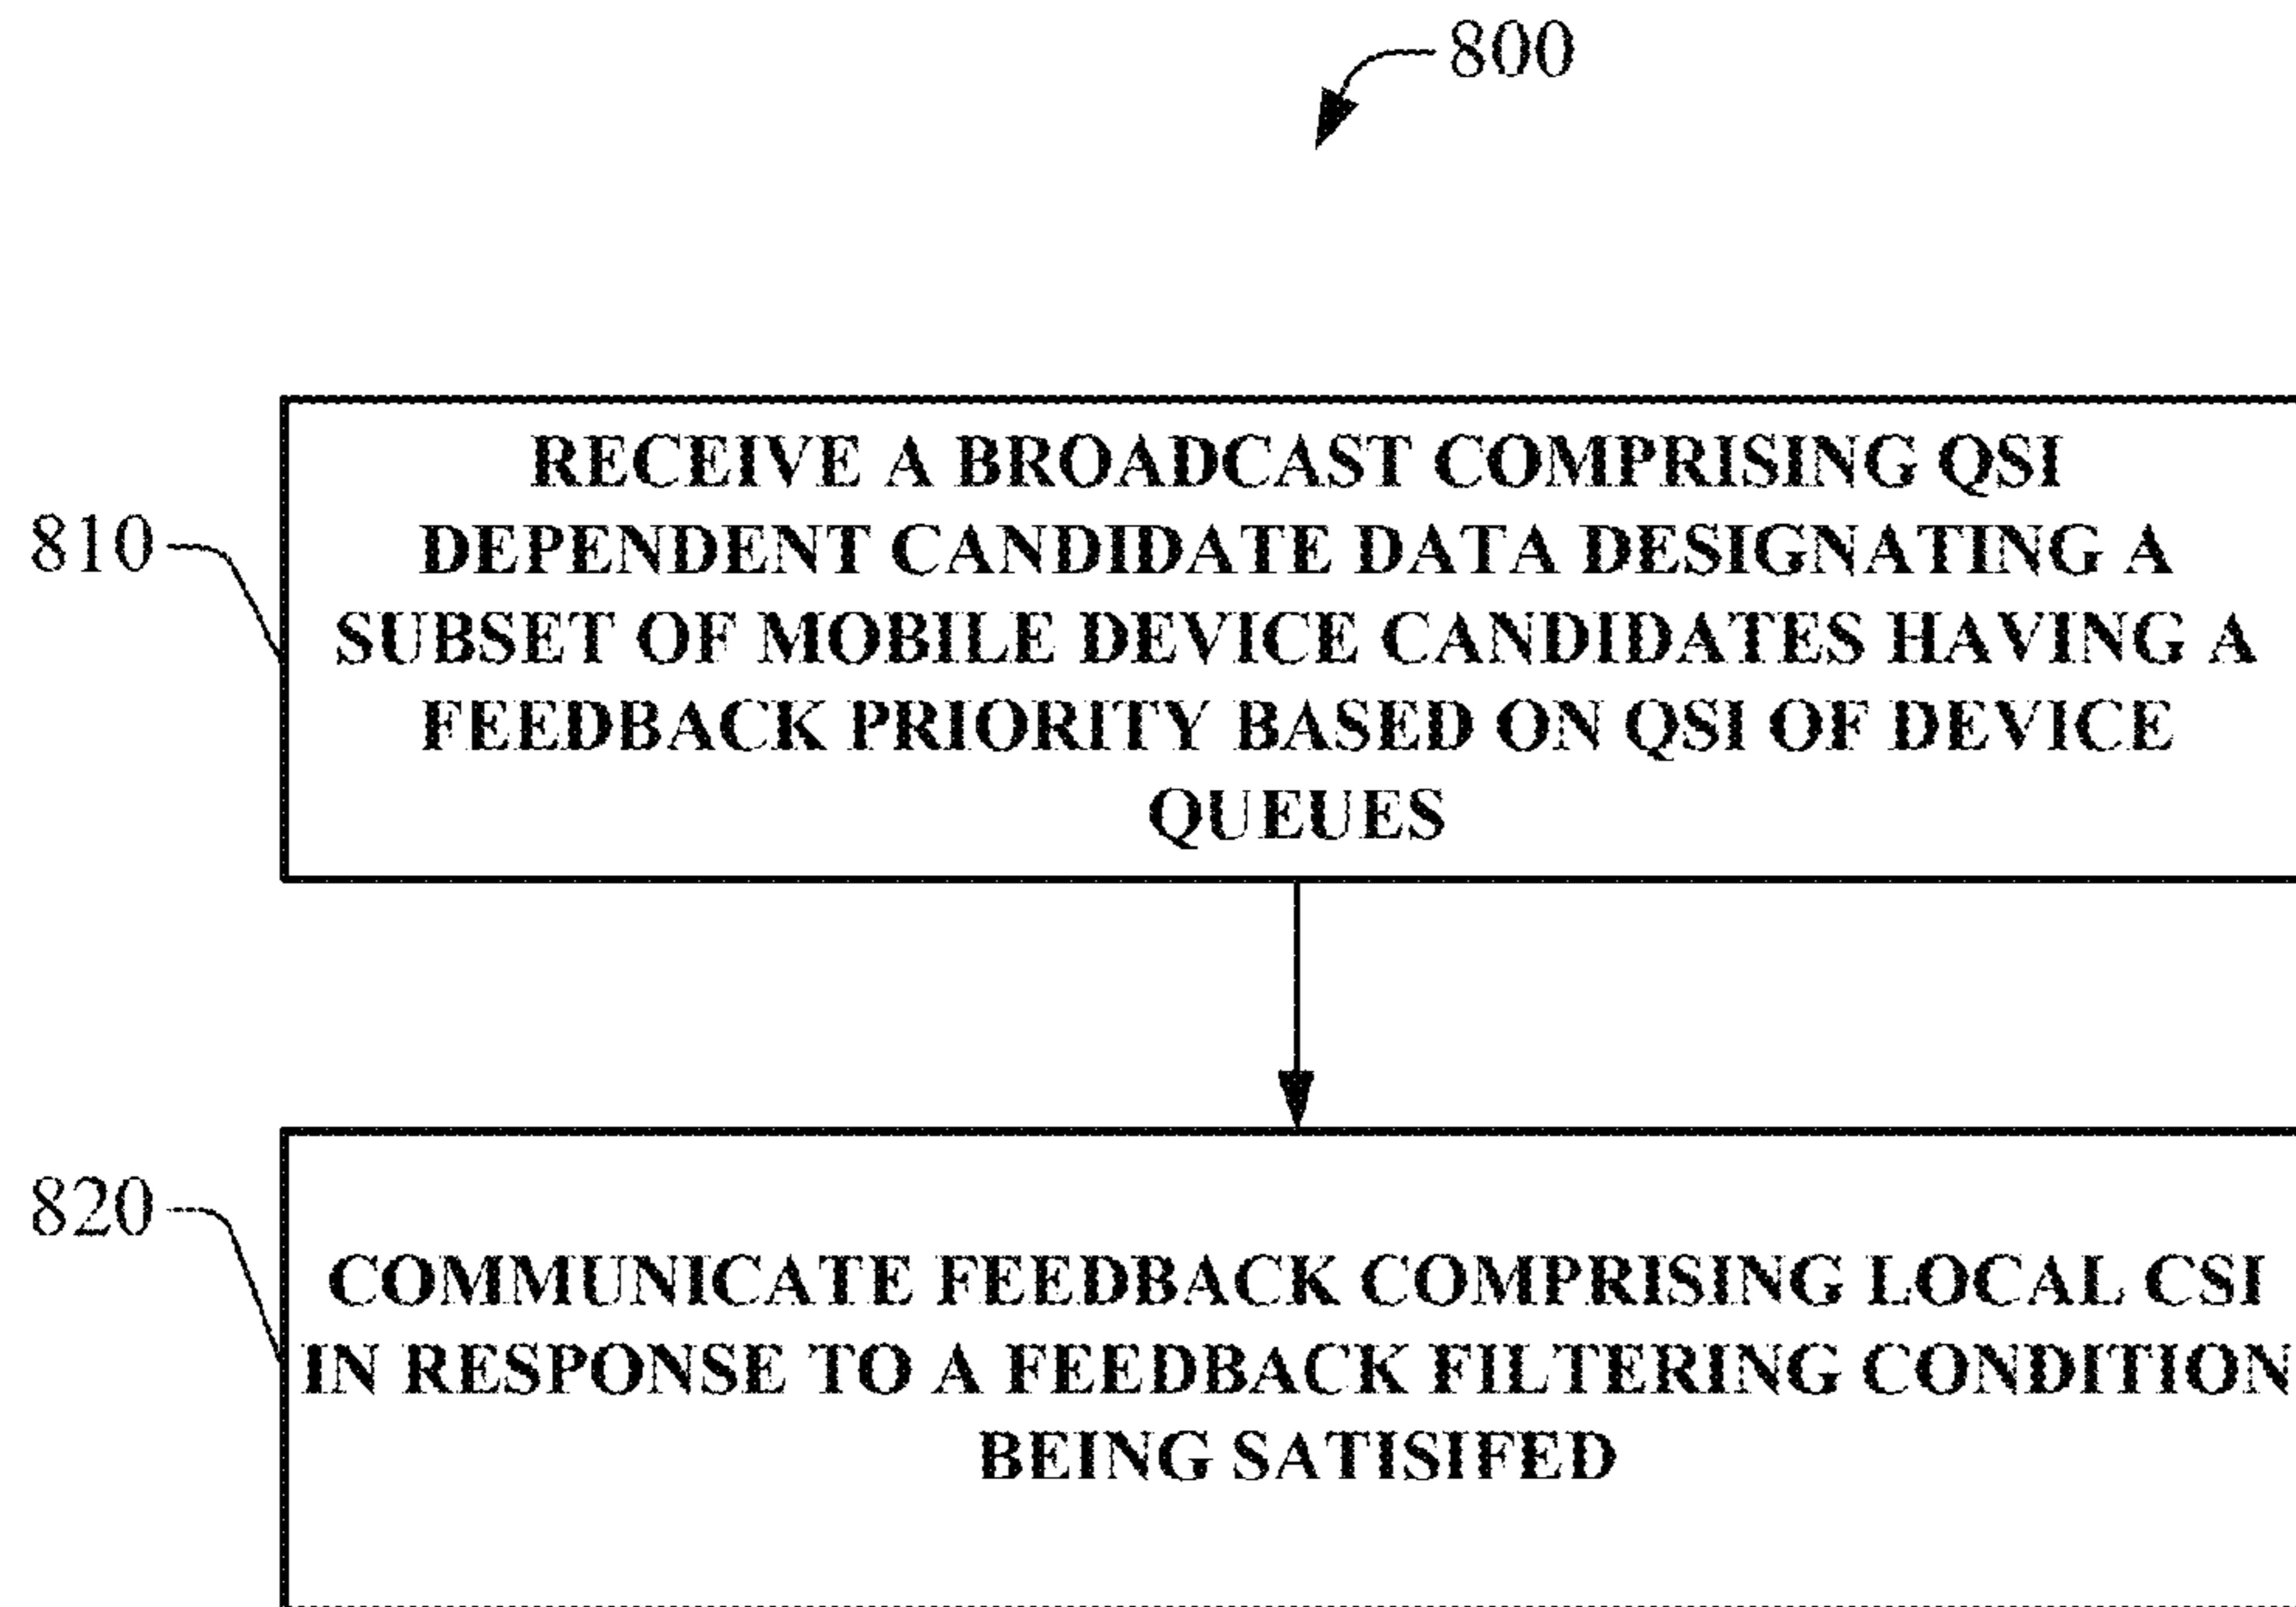 800
810
RECEIVE A BROADCAST COMPRISING QSI
DEPENDENT CANDIDATE DATA DESIGNATING A
SUBSET OF MOBILE DEVICE CANDIDATES HAVING A
FEEDBACK PRIORITY BASED ON QSI OF DEVICE
QUEUES
820
COMMUNICATE FEEDBACK COMPRISING LOCAL CSI
IN RESPONSE TO A FEEDBACK FILTERING CONDITION
BEING SATISIFED